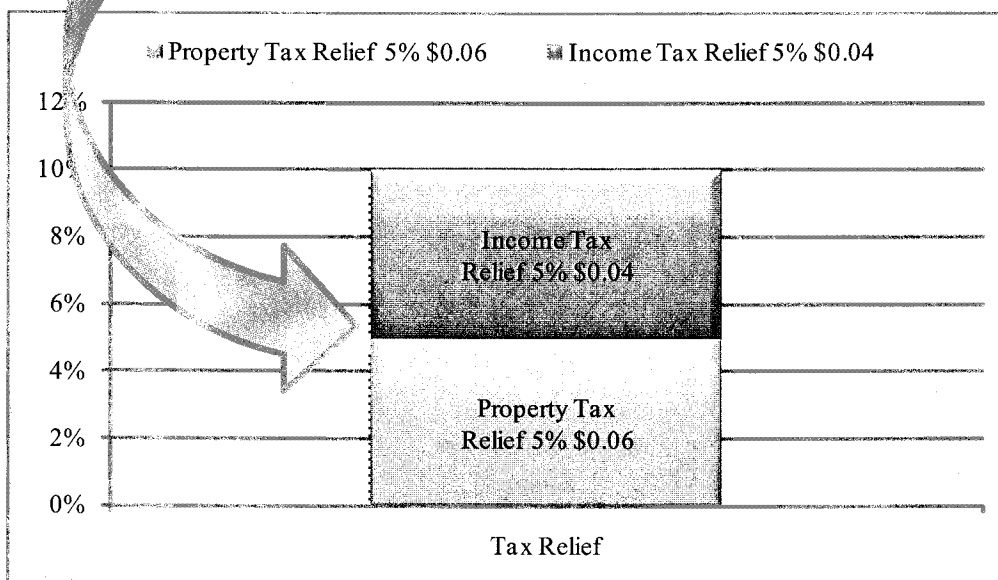 Property Tax Relief 5% $0.06 Income Tax Relief 5% $0.04
12%
10%
8%
6%
4%
2%
0%
Income Tax
Relief 5% $0.04
Property Tax
Relief 5% $0.06
Tax Relief